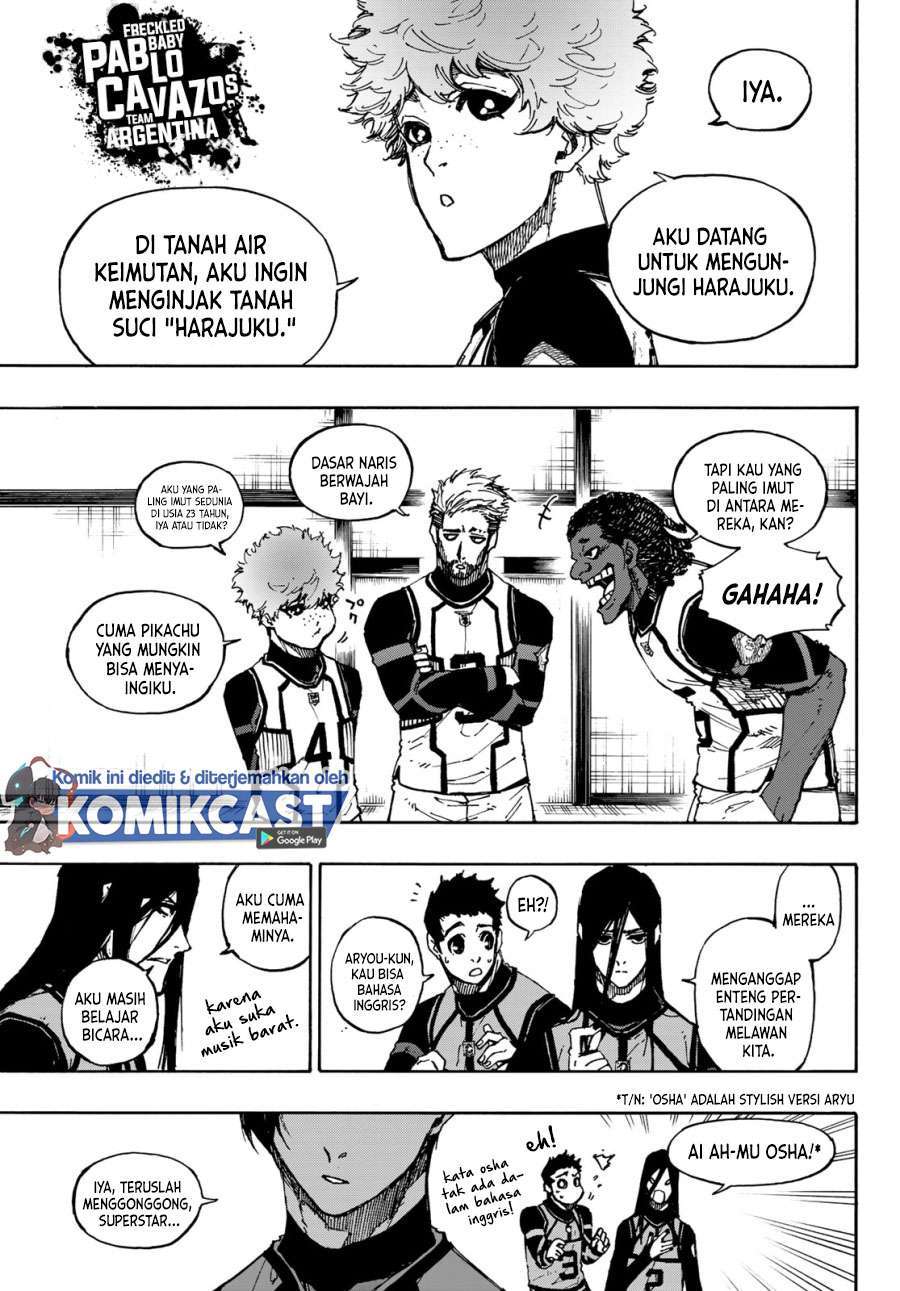 FRECKLED
BABY
PABLO
CAVAZOS
TEAM
ARGENTINA
IYA.
AKU DATANG
UNTUK MENGUN-
JUNGI HARAJUKU.
DI TANAH AIR
KEIMUTAN, AKU INGIN
MENGINJAK TANAH
SUCI "HARAJUKU."
TAPI KAU YANG
PALING IMUT
DI ANTARA ME-
REKA, KAN?
GAHAHA!
DASAR NARIS
BERWAJAH
BAYI.
AKU YANG PA-
LING IMUT SEDUNIA
DI USIA 23 TAHUN,
IYA ATAU TIDAK?
CUMA PIKACHU
YANG MUNGKIN
BISA MENYA-
INGIKU.
プクー
Komik ini diedit & diterjemahkan oleh
KOMIKCAST
GET IT ON
Google Play
...
MEREKA
MENGANGGAP
ENTENG PER-
TANDINGAN
MELAWAN
KITA.
EH?!
ARYOU-KUN,
KAU BISA
BAHASA
INGGRIS?
AKU CUMA
MEMAHA-
MINYA.
karena
aku suka
musik barat.
AKU MASIH
BELAJAR
BICARA...
*T/N: 'OSHA' ADALAH STYLISH VERSI ARYU
AI AH-MU OSHA!*
eh!
kata osha
tak ada da-
lam bahasa
inggris!
IYA, TERUSLAH
MENGGONGGONG,
SUPERSTAR...